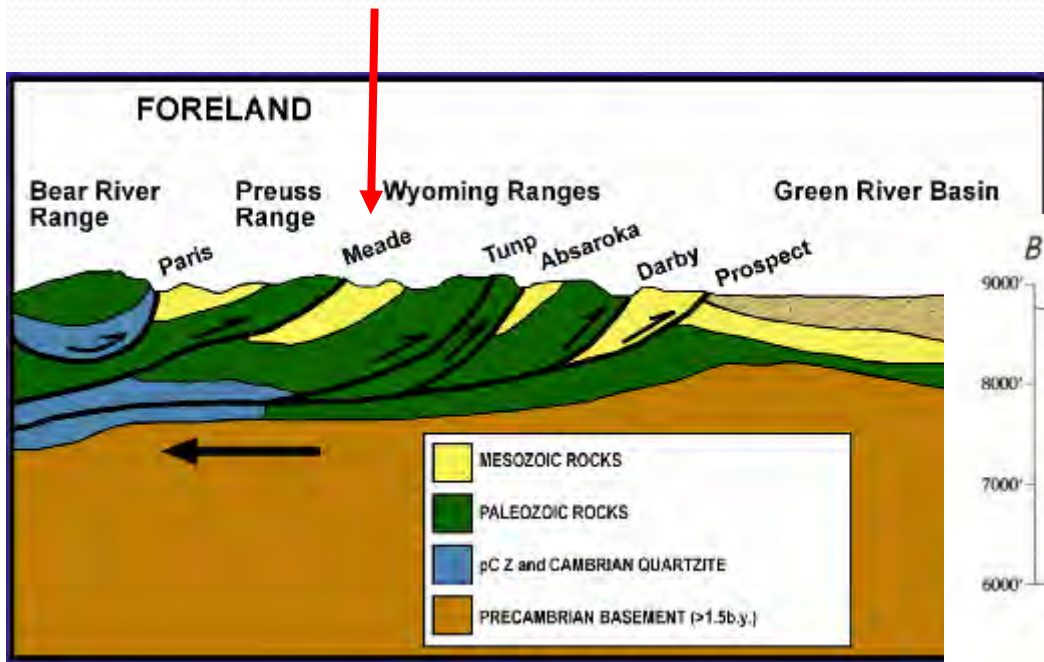 FORELAND
Bear River
Range
Preuss
Range
Wyoming Ranges
Green River Basin
Paris
Meade
Tunp
Absaroka
Darby
Prospect
MESOZOIC ROCKS
PALEOZOIC ROCKS
pC Z and CAMBRIAN QUARTZITE
PRECAMBRIAN BASEMENT (>1.5b.y.)
B
9000'
8000'
7000'
6000'